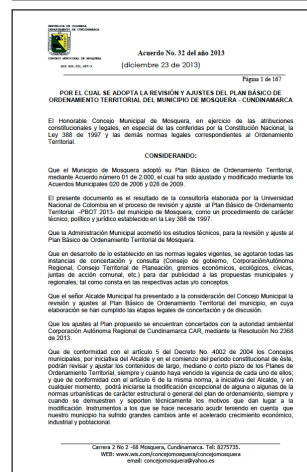 REPÚBLICA DE COLOMBIA
DEPARTAMENTO DE CUNDINAMARCA
CONCEJO MUNICIPAL DE MOSQUERA
Acuerdo No. 32 del año 2013
(diciembre 23 de 2013)
Página 1 de 167
POR EL CUAL SE ADOPTA LA REVISIÓN Y AJUSTES DEL PLAN BÁSICO DE
ORDENAMIENTO TERRITORIAL DEL MUNICIPIO DE MOSQUERA - CUNDINAMARCA
El Honorable Concejo Municipal de Mosquera, en ejercicio de las atribuciones
constitucionales y legales, en especial de las conferidas por la Constitución Nacional, la
Ley 388 de 1997 y las demás normas legales correspondientes al Ordenamiento
Territorial.
CONSIDERANDO:
Que el Municipio de Mosquera adoptó su Plan Básico de Ordenamiento Territorial,
mediante Acuerdo número 01 de 2.000, el cual ha sido ajustado y modificado mediante los
Acuerdos Municipales 020 de 2006 y 028 de 2009.
El presente documento es el resultado de la consultoría elaborada por la Universidad
Nacional de Colombia en el proceso de revisión y ajuste al Plan Básico de Ordenamiento
Territorial -PBOT 2013- del municipio de Mosquera, como un procedimiento de carácter
técnico, político y jurídico establecido en la Ley 388 de 1997.
Que la Administración Municipal acometió los estudios técnicos, para la revisión y ajuste al
Plan Básico de Ordenamiento Territorial de Mosquera.
Que en desarrollo de lo establecido en las normas legales vigentes, se agotaron todas las
instancias de concertación y consulta (Consejo de gobierno, CorporaciónAutónoma
Regional, Consejo Territorial de Planeación, gremios económicos, ecológicos, cívicas,
juntas de acción comunal, etc.) para dar publicidad a las propuestas municipales y
regionales, tal como consta en las respectivas actas y/o conceptos.
Que el señor Alcalde Municipal ha presentado a la consideración del Concejo Municipal la
revisión y ajustes al Plan Básico de Ordenamiento Territorial del municipio, en cuya
elaboración se han cumplido las etapas legales de concertación y de discusión.
Que los ajustes al Plan propuesto se encuentran concertados con la autoridad ambiental
Corporación Autónoma Regional de Cundinamarca CAR, mediante la Resolución No 2368
de 2013.
Que de conformidad con el artículo 5 del Decreto No. 4002 de 2004 los Concejos
municipales, por iniciativa del Alcalde y en el comienzo del periodo constitucional de éste,
podrán revisar y ajustar los contenidos de largo, mediano o corto plazo de los Planes de
Ordenamiento Territorial, siempre y cuando haya vencido la vigencia de cada uno de ellos;
y que de conformidad con el artículo 6 de la misma norma, a iniciativa del Alcalde, y en
cualquier momento, podrá iniciarse la modificación excepcional de alguna o algunas de la
normas urbanísticas de carácter estructural o general del plan de ordenamiento, siempre y
cuando se demuestren y soporten técnicamente los motivos que dan lugar a la
modificación. Instrumentos a los que se hace necesario acudir teniendo en cuenta que
nuestro municipio ha sufrido grandes cambios ante el acelerado crecimiento económico,
industrial y poblacional.
Carrera 2 No 2 -68 Mosquera, Cundinamarca. Tel: 8275735.
WEB: www.wix.com/concejomosquera/concejomosquera
email: concejomosquera@yahoo.es